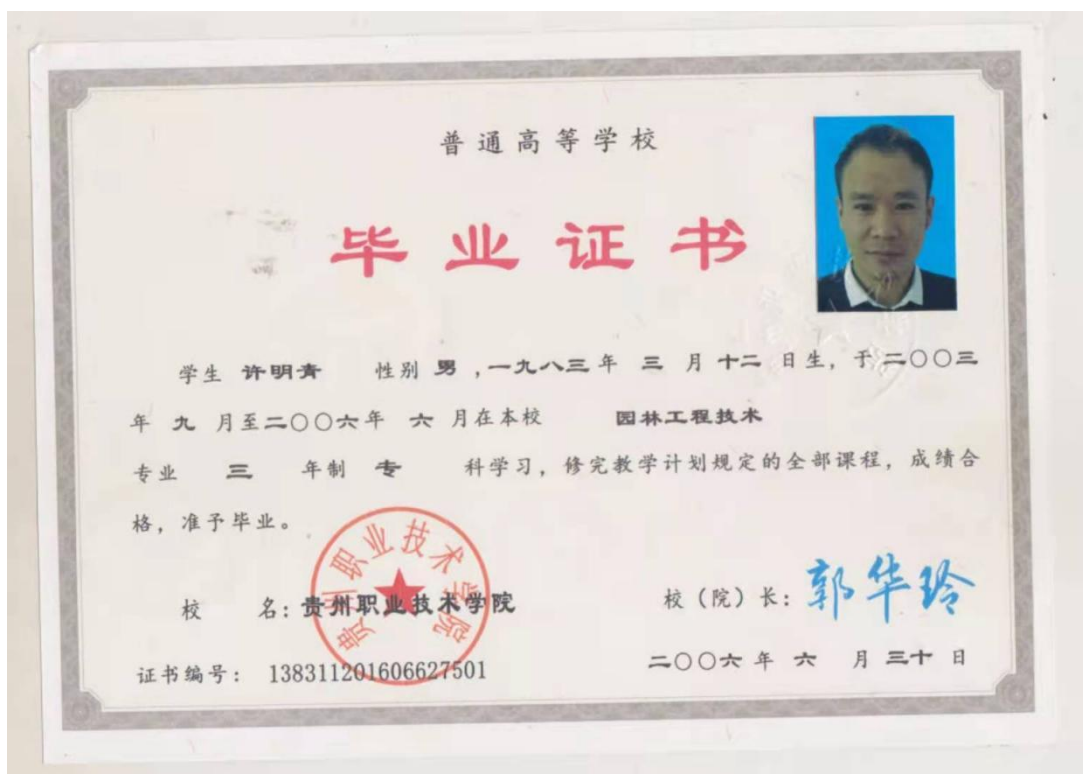 普通高等学校
毕业证书
学生 许明青 性别 男 ,一九八三年 三 月 十二 日生，于二〇〇三
年 九 月至二〇〇六年 六 月在本校 园林工程技术
专业 三 年制 专 科学习，修完教学计划规定的全部课程，成绩合
格，准予毕业。
贵州职业技术学院
校 名：贵州职业技术学院 校（院）长：郭华玲
证书编号： 138311201606627501 二〇〇六年 六 月 三十 日